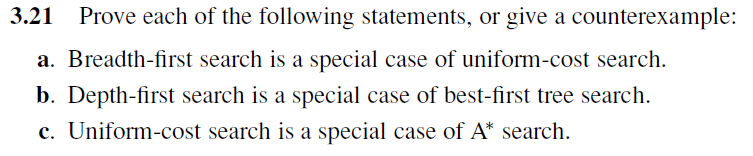 3.21 Prove each of the following statements, or give a counterexample:
a. Breadth-first search is a special case of uniform-cost search.
b. Depth-first search is a special case of best-first tree search.
c. Uniform-cost search is a special case of A* search.